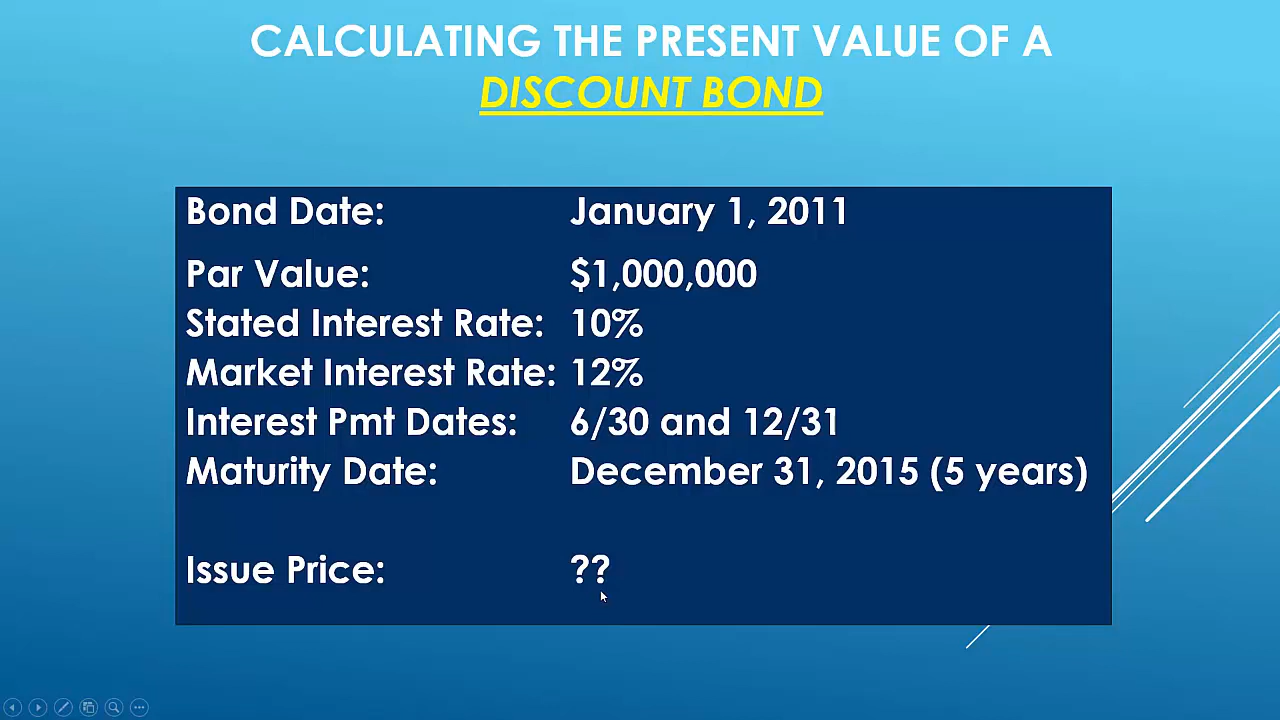 CALCULATING THE PRESENT VALUE OF A
DISCOUNT BOND
Bond Date: January 1, 2011
Par Value: $1,000,000
Stated Interest Rate: 10%
Market Interest Rate: 12%
Interest Pmt Dates: 6/30 and 12/31
Maturity Date: December 31, 2015 (5 years)
Issue Price: ??